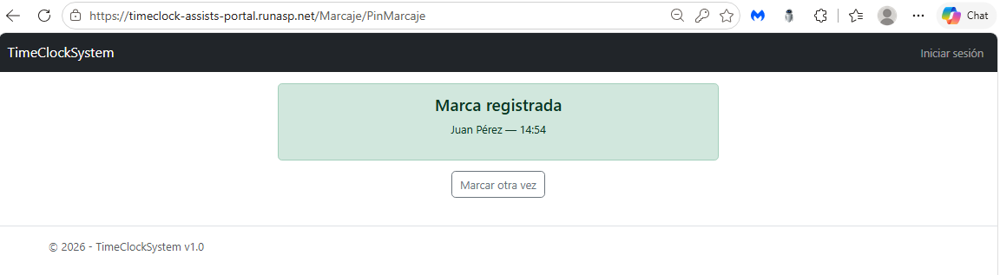 https://timeclock-assists-portal.runasp.net/Marcaje/PinMarcaje
Chat
TimeClockSystem
Iniciar sesión
Marca registrada
Juan Pérez — 14:54
Marcar otra vez
© 2026 - TimeClockSystem v1.0